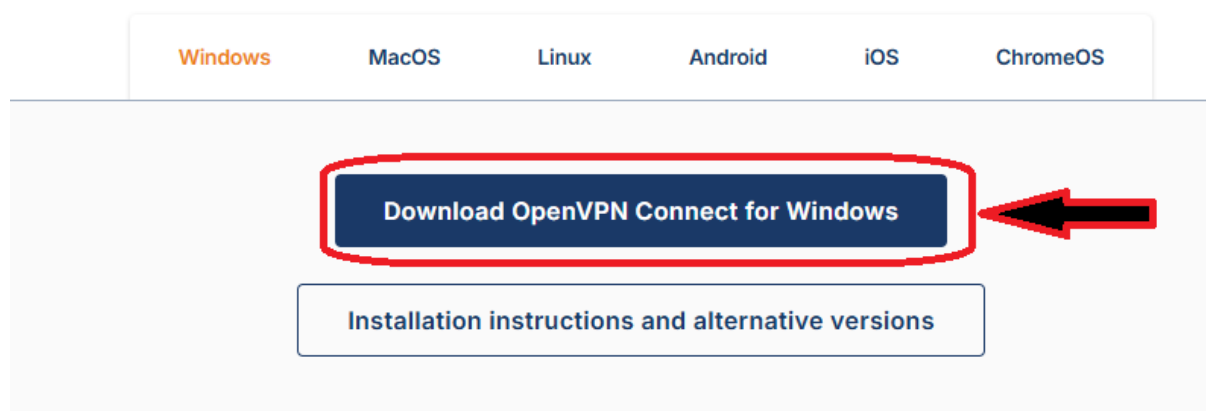 Windows MacOS Linux Android iOS ChromeOS
Download OpenVPN Connect for Windows
Installation instructions and alternative versions